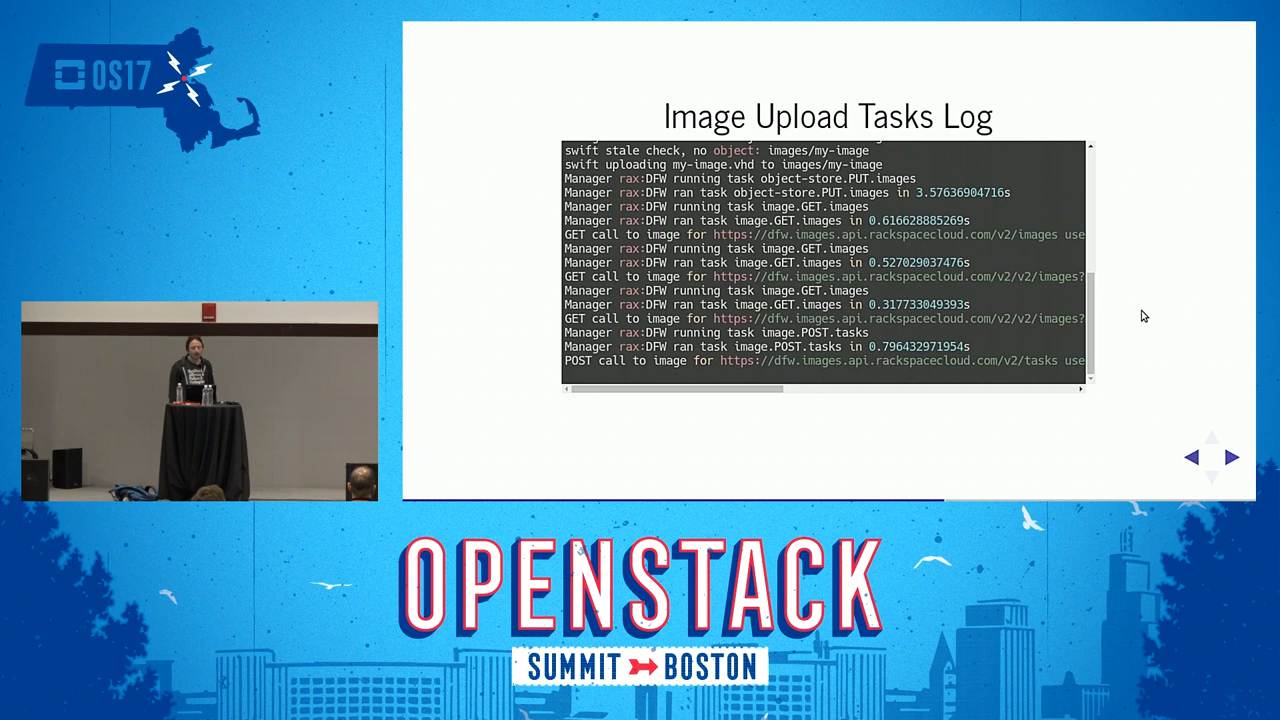 OS17
Image Upload Tasks Log
swift stale check, no object: images/my-image
swift uploading my-image.vhd to images/my-image
Manager rax:DFW running task object-store.PUT.images
Manager rax:DFW ran task object-store.PUT.images in 3.57636904716s
Manager rax:DFW running task image.GET.images
Manager rax:DFW ran task image.GET.images in 0.616628885269s
GET call to image for https://dfw.images.api.rackspacecloud.com/v2/images use
Manager rax:DFW running task image.GET.images
Manager rax:DFW ran task image.GET.images in 0.527029037476s
GET call to image for https://dfw.images.api.rackspacecloud.com/v2/v2/images?
Manager rax:DFW running task image.GET.images
Manager rax:DFW ran task image.GET.images in 0.317733049393s
GET call to image for https://dfw.images.api.rackspacecloud.com/v2/v2/images?
Manager rax:DFW running task image.POST.tasks
Manager rax:DFW ran task image.POST.tasks in 0.796432971954s
POST call to image for https://dfw.images.api.rackspacecloud.com/v2/tasks use
OPENSTACK
SUMMIT BOSTON